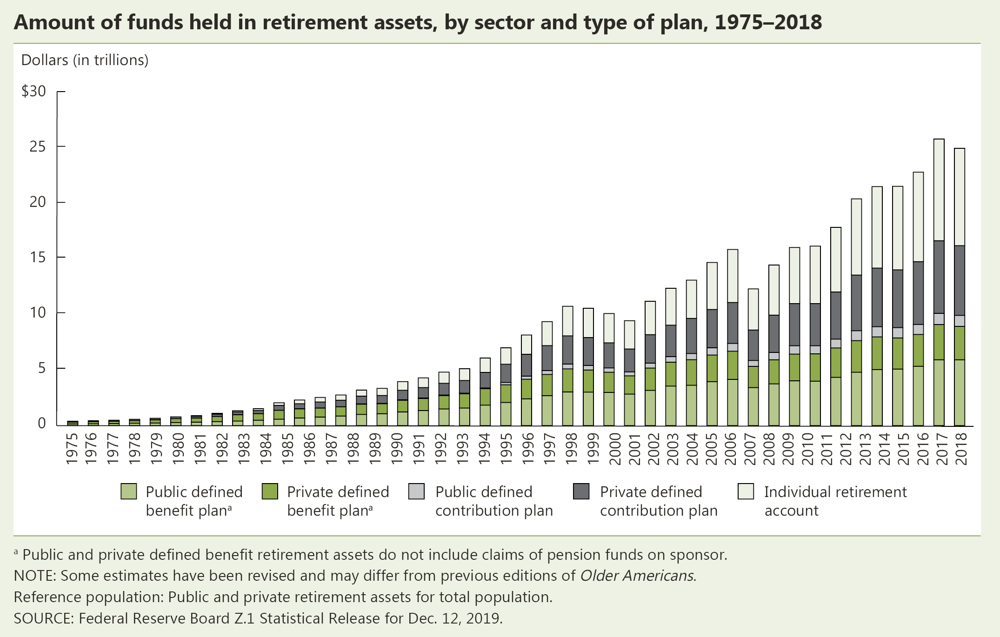 Amount of funds held in retirement assets, by sector and type of plan, 1975–2018
Dollars (in trillions)
$30
25
20
15
10
5
0
1975 1976 1977 1978 1979 1980 1981 1982 1983 1984 1985 1986 1987 1988 1989 1990 1991 1992 1993 1994 1995 1996 1997 1998 1999 2000 2001 2002 2003 2004 2005 2006 2007 2008 2009 2010 2011 2012 2013 2014 2015 2016 2017 2018
Public defined
benefit planª
Private defined
benefit planª
Public defined
contribution plan
Private defined
contribution plan
Individual retirement
account
ª Public and private defined benefit retirement assets do not include claims of pension funds on sponsor.
NOTE: Some estimates have been revised and may differ from previous editions of Older Americans.
Reference population: Public and private retirement assets for total population.
SOURCE: Federal Reserve Board Z.1 Statistical Release for Dec. 12, 2019.